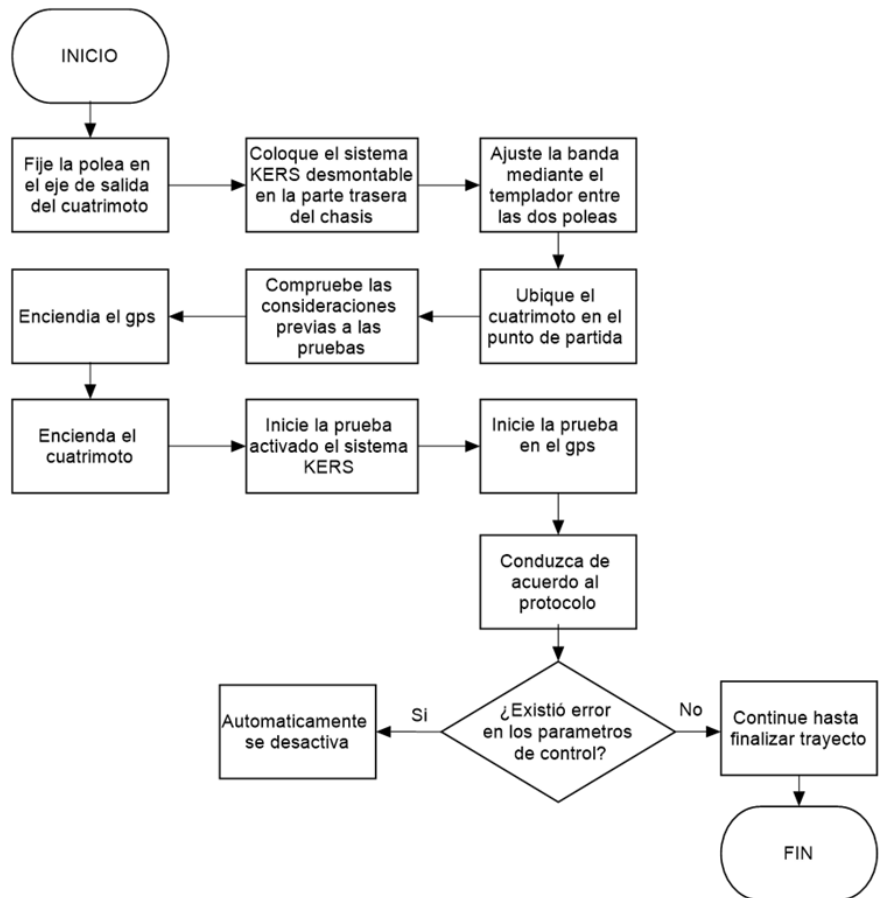 INICIO
Fije la polea en
el eje de salida
del cuatrimoto
Coloque el sistema
KERS desmontable
en la parte trasera
del chasis
Ajuste la banda
mediante el
templador entre
las dos poleas
Ubique el
cuatrimoto en el
punto de partida
Compruebe las
consideraciones
previas a las
pruebas
Enciendia el gps
Encienda el
cuatrimoto
Inicie la prueba
activado el sistema
KERS
Inicie la prueba
en el gps
Conduzca de
acuerdo al
protocolo
¿Existió error
en los parametros
de control?
Si
Automaticamente
se desactiva
No
Continue hasta
finalizar trayecto
FIN